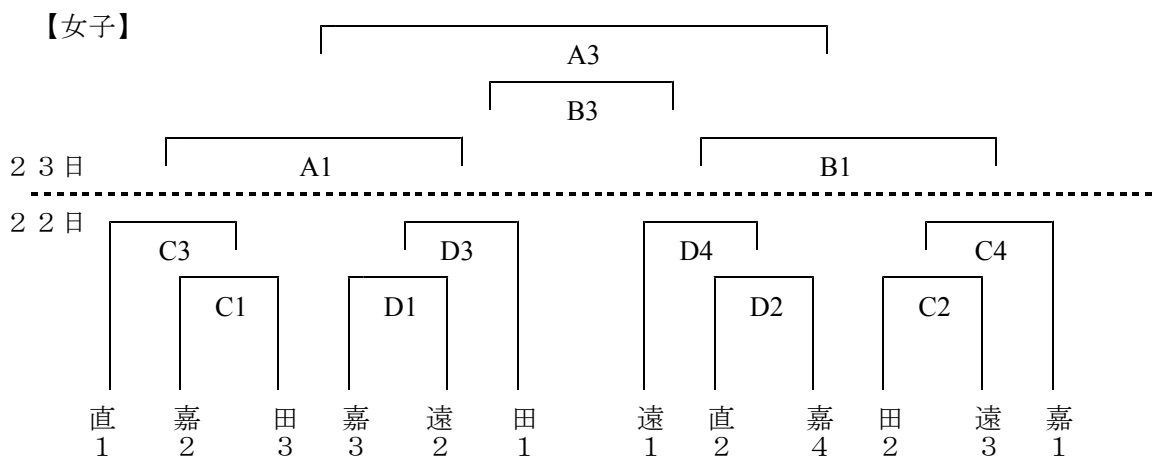 【女子】
A3
B3
２３日 A1 B1
２２日
C3 D3 D4 C4
C1 D1 D2 C2
直 嘉 田 嘉 遠 田 遠 直 嘉 田 遠 嘉
１ ２ ３ ３ ２ １ １ ２ ４ ２ ３ １